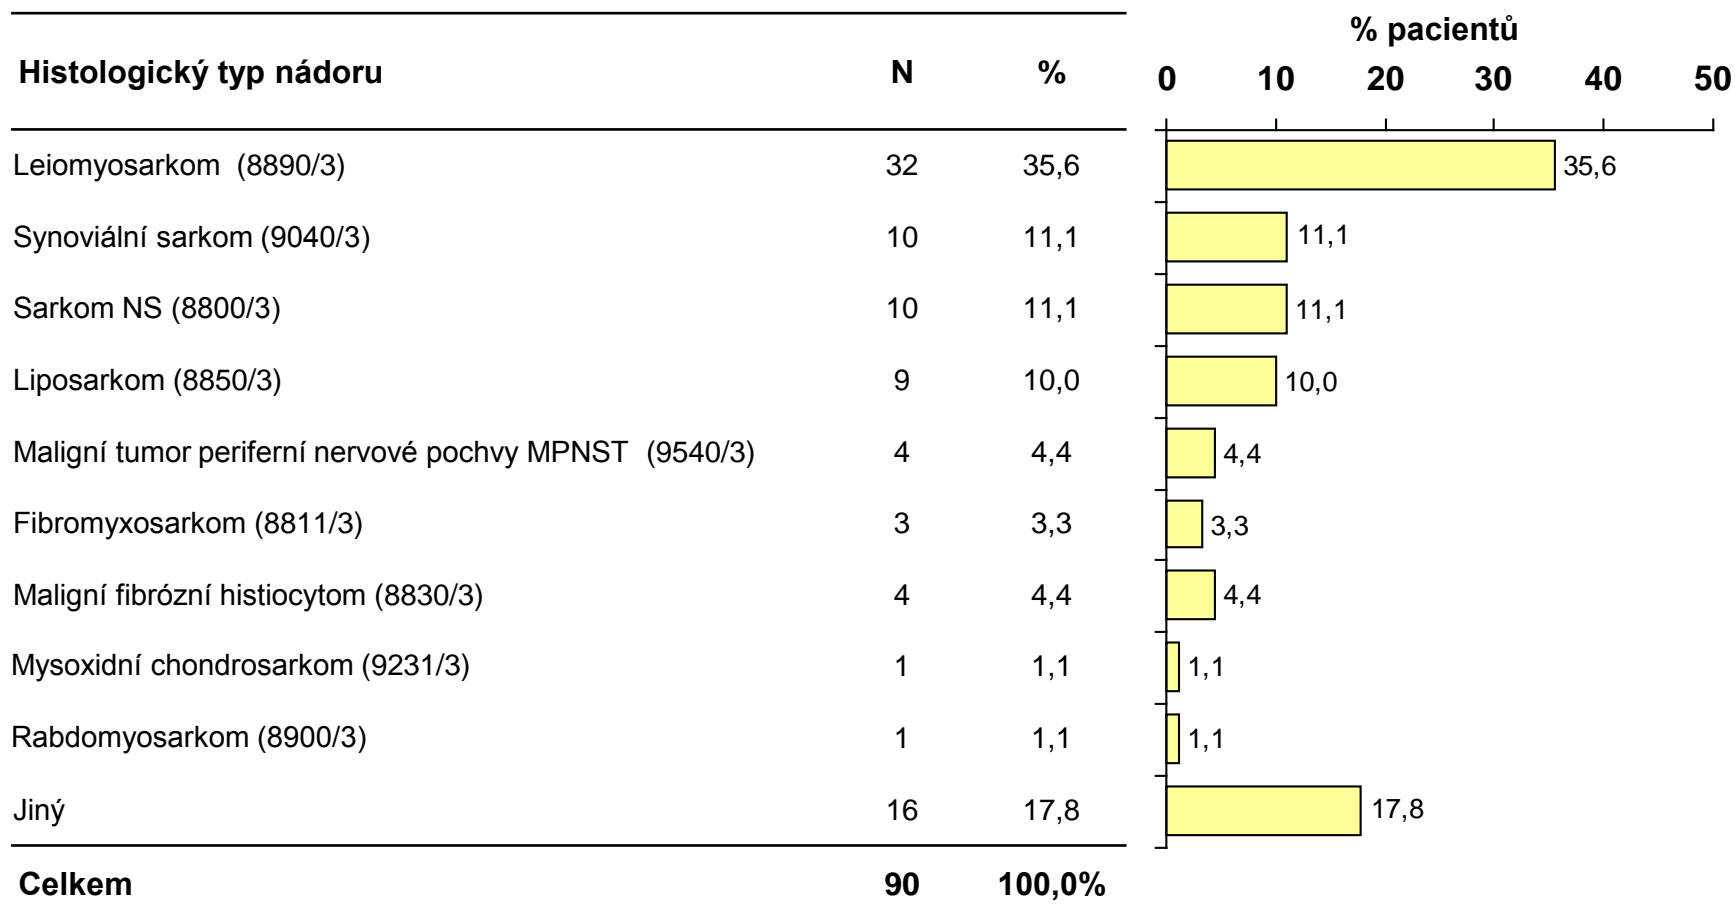 % pacientů
Histologický typ nádoru N % 0 10 20 30 40 50
Leiomyosarkom (8890/3) 32 35,6 35,6
Synoviální sarkom (9040/3) 10 11,1 11,1
Sarkom NS (8800/3) 10 11,1 11,1
Liposarkom (8850/3) 9 10,0 10,0
Maligní tumor periferní nervové pochvy MPNST (9540/3) 4 4,4 4,4
Fibromyxosarkom (8811/3) 3 3,3 3,3
Maligní fibrózní histiocytom (8830/3) 4 4,4 4,4
Mysoxidní chondrosarkom (9231/3) 1 1,1 1,1
Rabdomyosarkom (8900/3) 1 1,1 1,1
Jiný 16 17,8 17,8
Celkem 90 100,0%